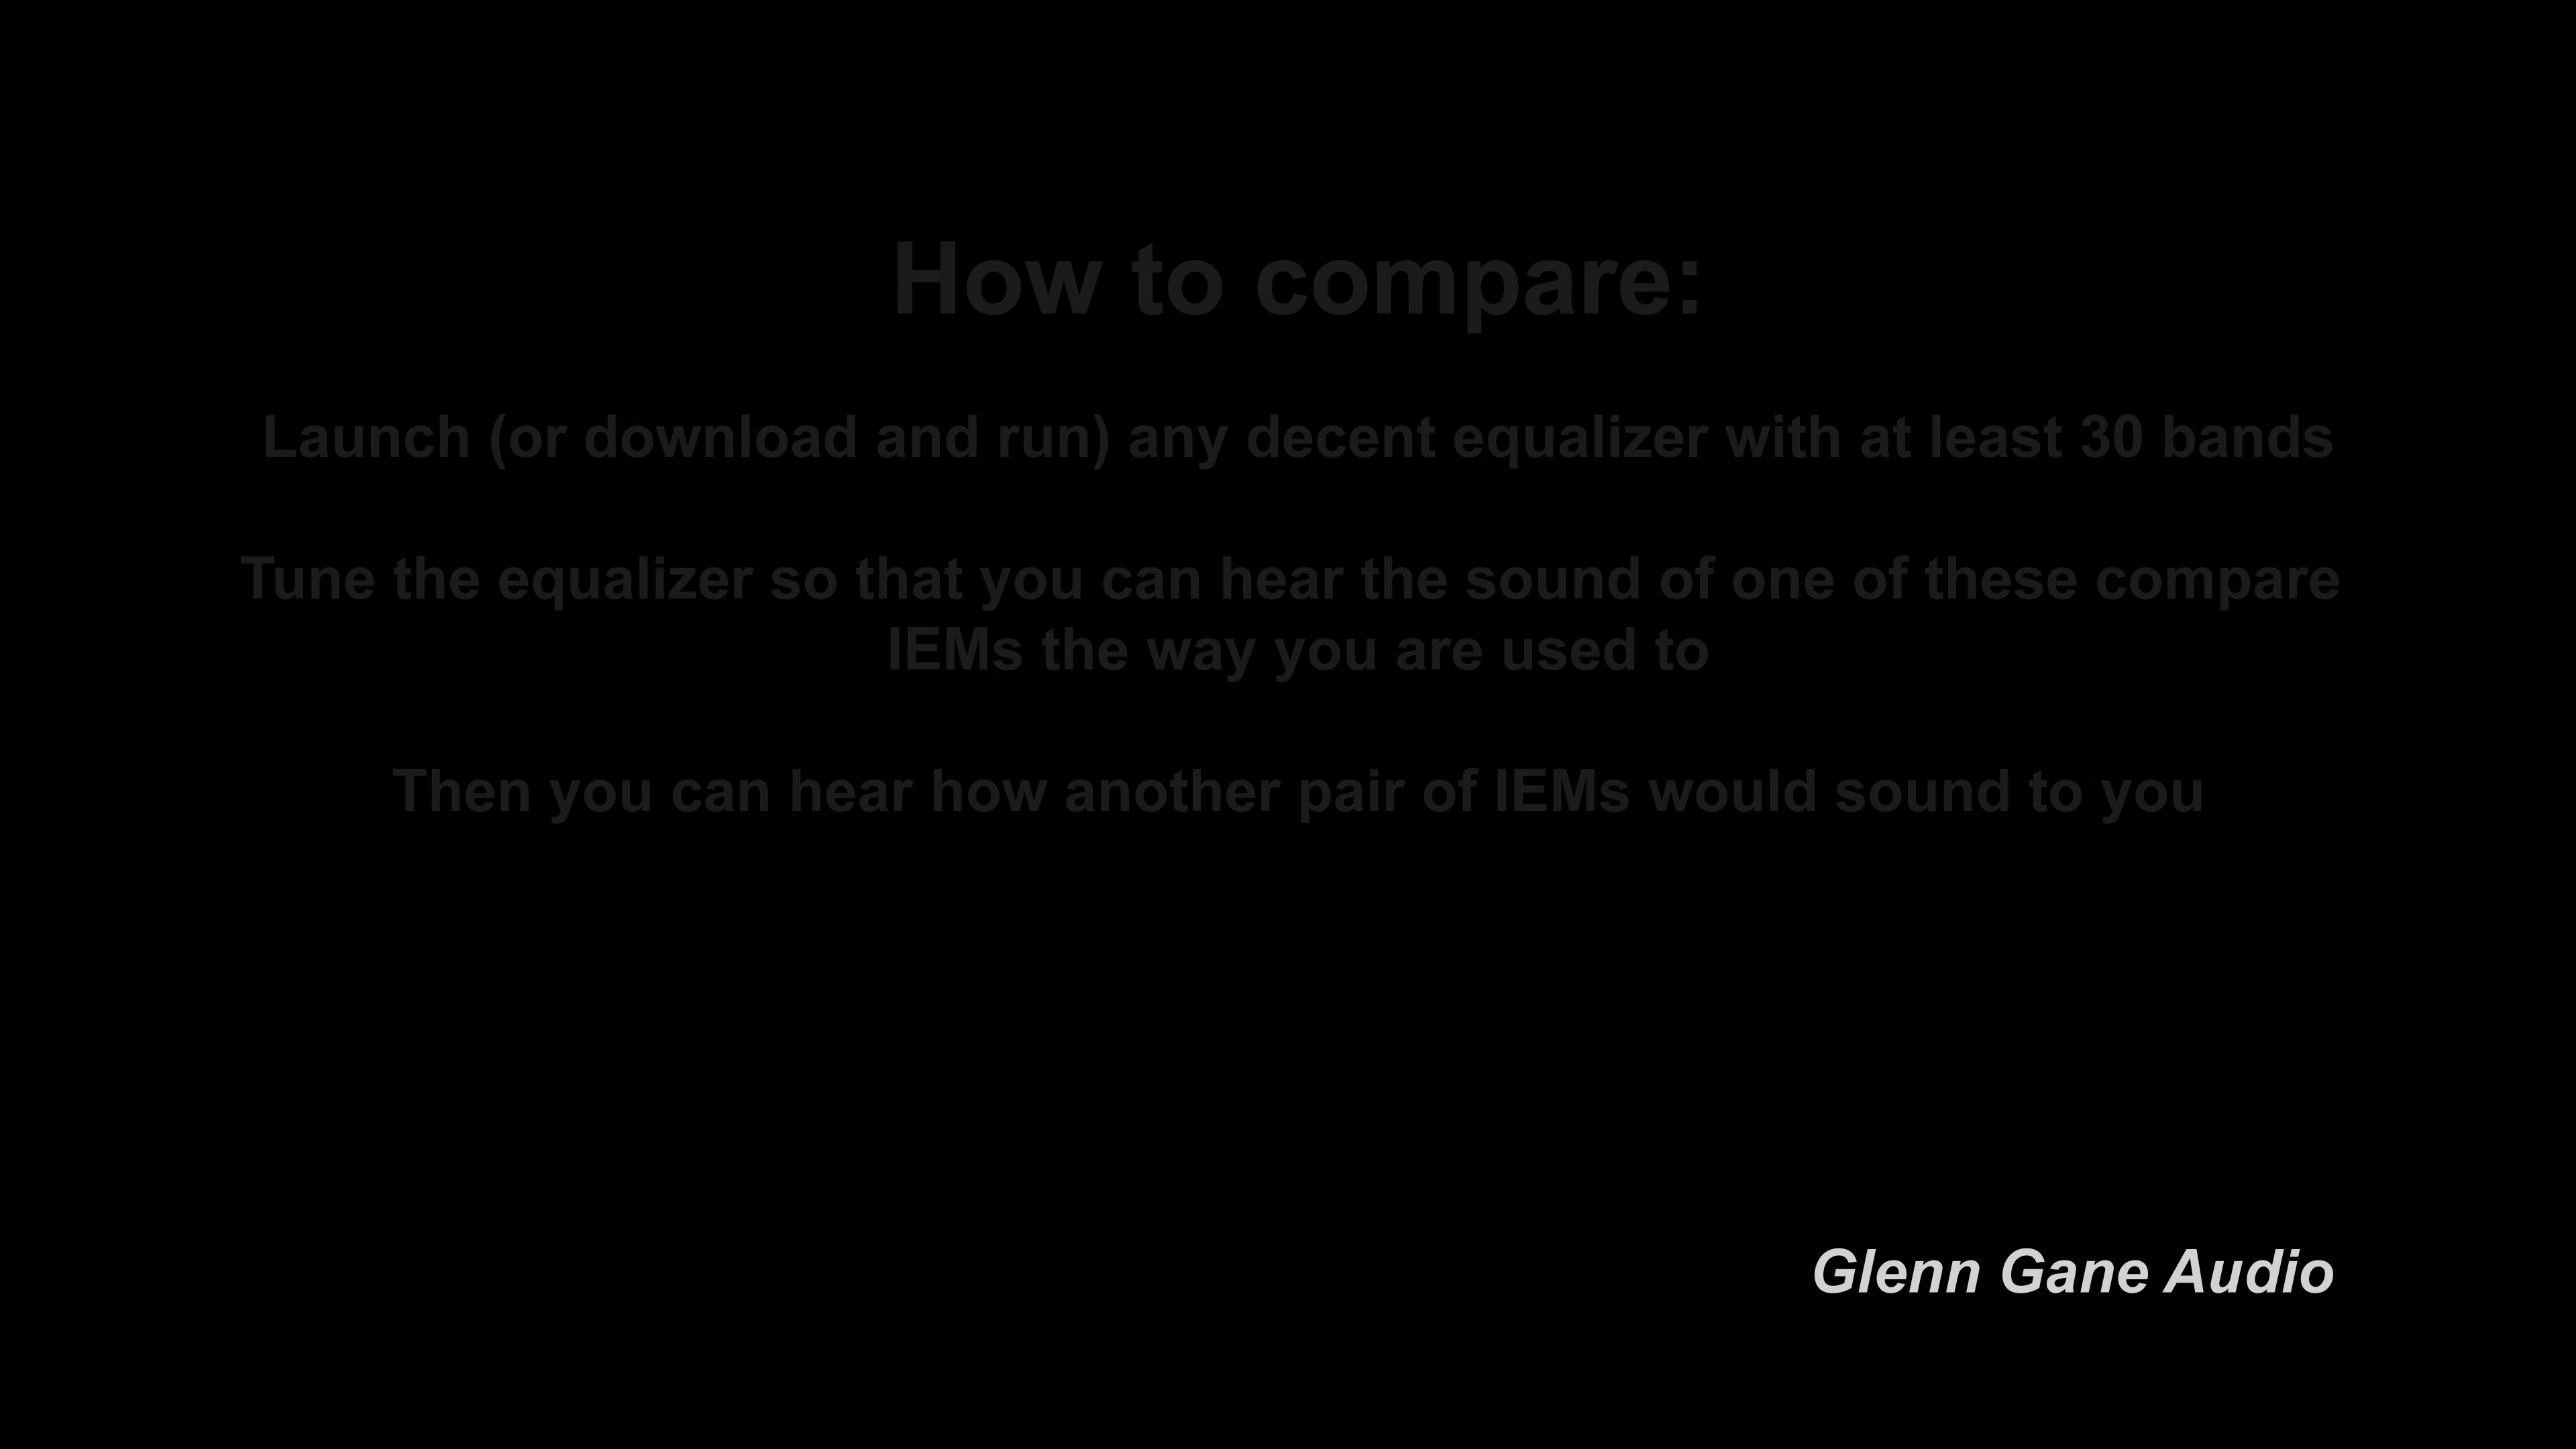 How to compare:
Launch (or download and run) any decent equalizer with at least 30 bands
Tune the equalizer so that you can hear the sound of one of these compare
IEMs the way you are used to
Then you can hear how another pair of IEMs would sound to you
Glenn Gane Audio